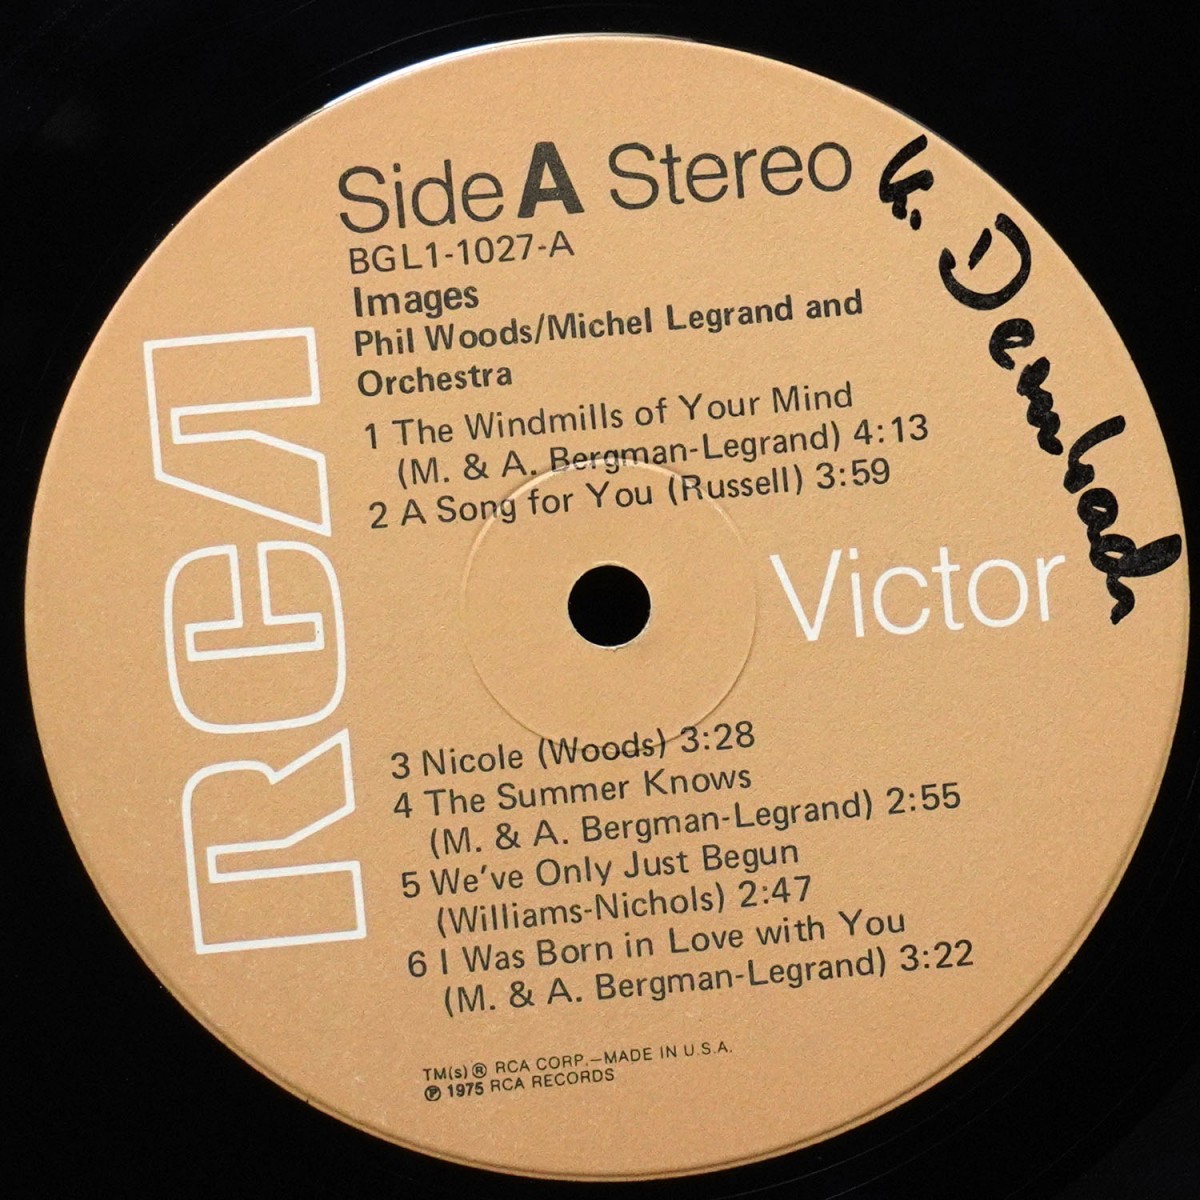 Side A Stereo
BGL1-1027-A
Images
Phil Woods/Michel Legrand and
Orchestra
1 The Windmills of Your Mind
(M. & A. Bergman-Legrand) 4:13
2 A Song for You (Russell) 3:59
RCA
Victor
3 Nicole (Woods) 3:28
4 The Summer Knows
(M. & A. Bergman-Legrand) 2:55
5 We've Only Just Begun
(Williams-Nichols) 2:47
6 I Was Born in Love with You
(M. & A. Bergman-Legrand) 3:22
TM(s) ® RCA CORP.—MADE IN U.S.A.
℗ 1975 RCA RECORDS